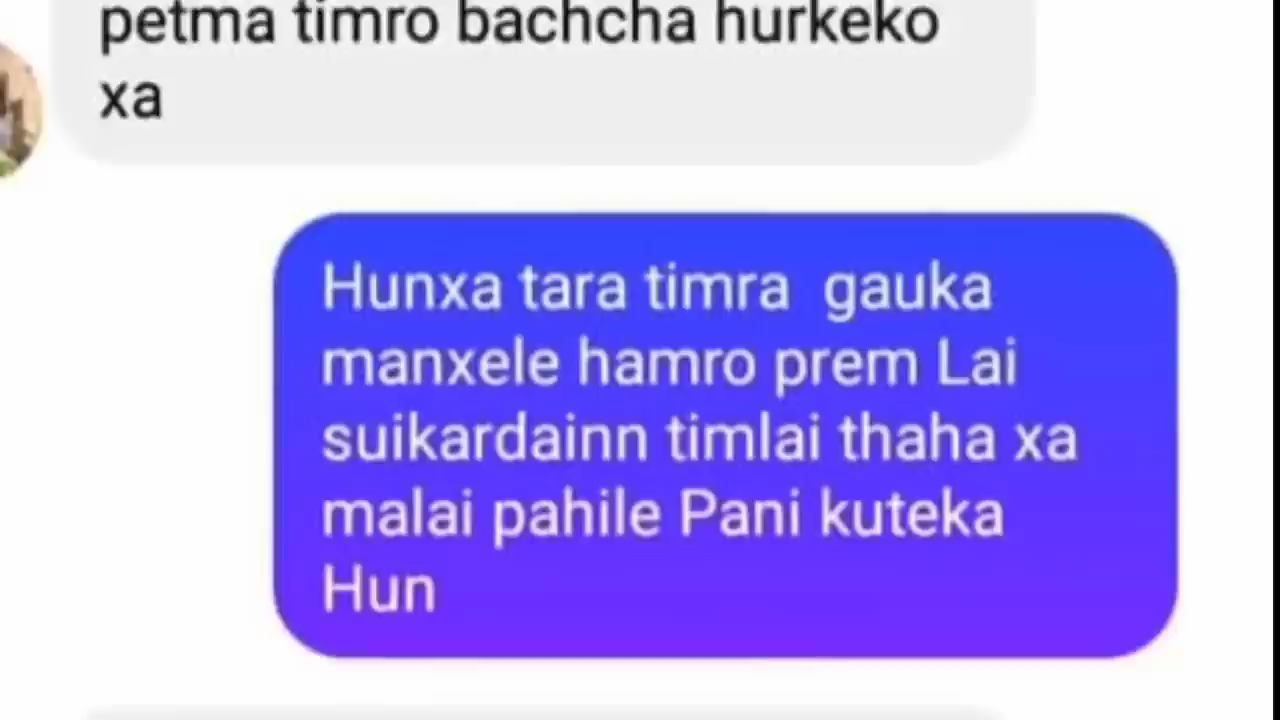 petma timro bachcha hurkeko
xa
Hunxa tara timra  gauka
manxele hamro prem Lai
suikardainn timlai thaha xa
malai pahile Pani kuteka
Hun